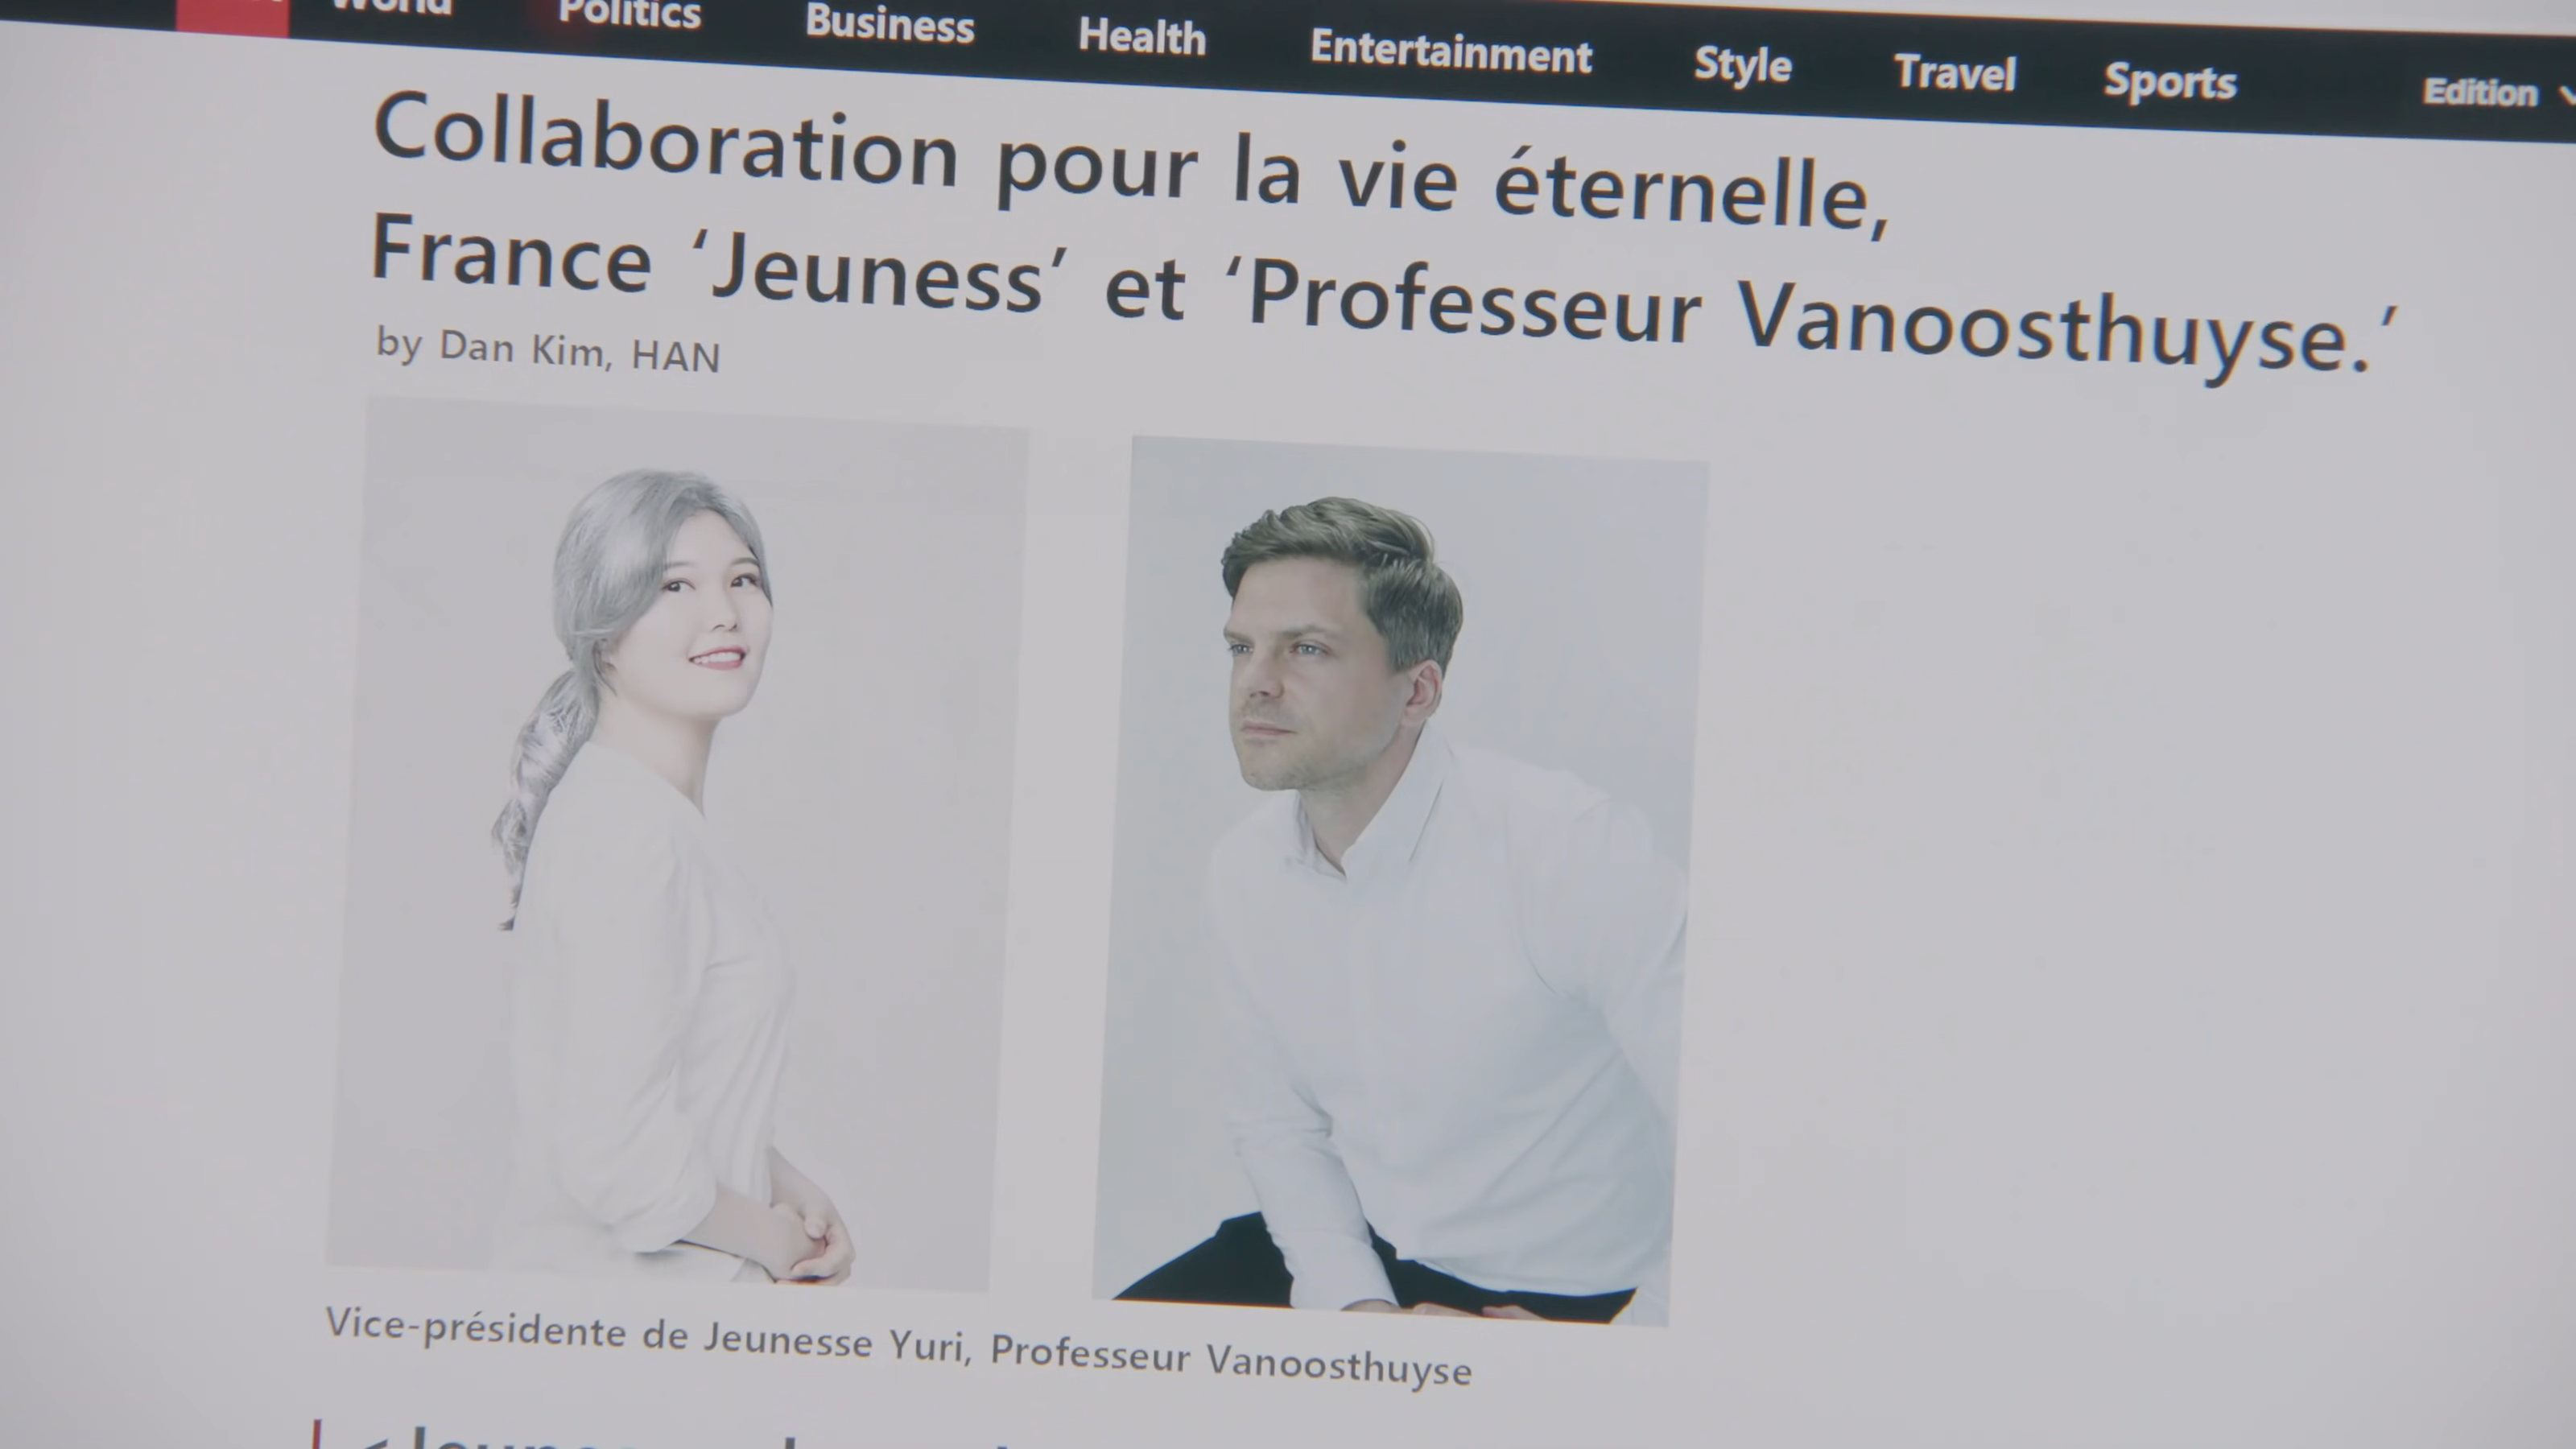 World Politics Business Health Entertainment Style Travel Sports Edition
Collaboration pour la vie éternelle,
France ‘Jeuness’ et ‘Professeur Vanoosthuyse.’
by Dan Kim, HAN
Vice-présidente de Jeunesse Yuri, Professeur Vanoosthuyse